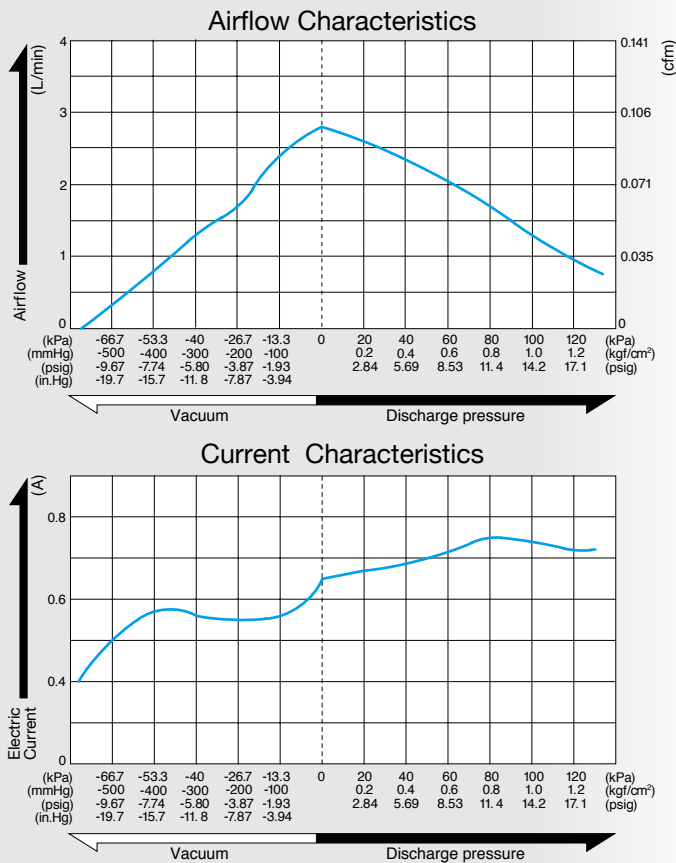 Airflow Characteristics
Airflow
(L/min)
(cfm)
4
3
2
1
0
0.141
0.106
0.071
0.035
0
(kPa) -66.7 -53.3 -40 -26.7 -13.3 0 20 40 60 80 100 120 (kPa)
(mmHg) -500 -400 -300 -200 -100 0.2 0.4 0.6 0.8 1.0 1.2 (kgf/cm²)
(psig) -9.67 -7.74 -5.80 -3.87 -1.93 2.84 5.69 8.53 11.4 14.2 17.1 (psig)
(in.Hg) -19.7 -15.7 -11.8 -7.87 -3.94
Vacuum Discharge pressure
Current Characteristics
Electric
Current
(A)
0.8
0.6
0.4
0
(kPa) -66.7 -53.3 -40 -26.7 -13.3 0 20 40 60 80 100 120 (kPa)
(mmHg) -500 -400 -300 -200 -100 0.2 0.4 0.6 0.8 1.0 1.2 (kgf/cm²)
(psig) -9.67 -7.74 -5.80 -3.87 -1.93 2.84 5.69 8.53 11.4 14.2 17.1 (psig)
(in.Hg) -19.7 -15.7 -11.8 -7.87 -3.94
Vacuum Discharge pressure